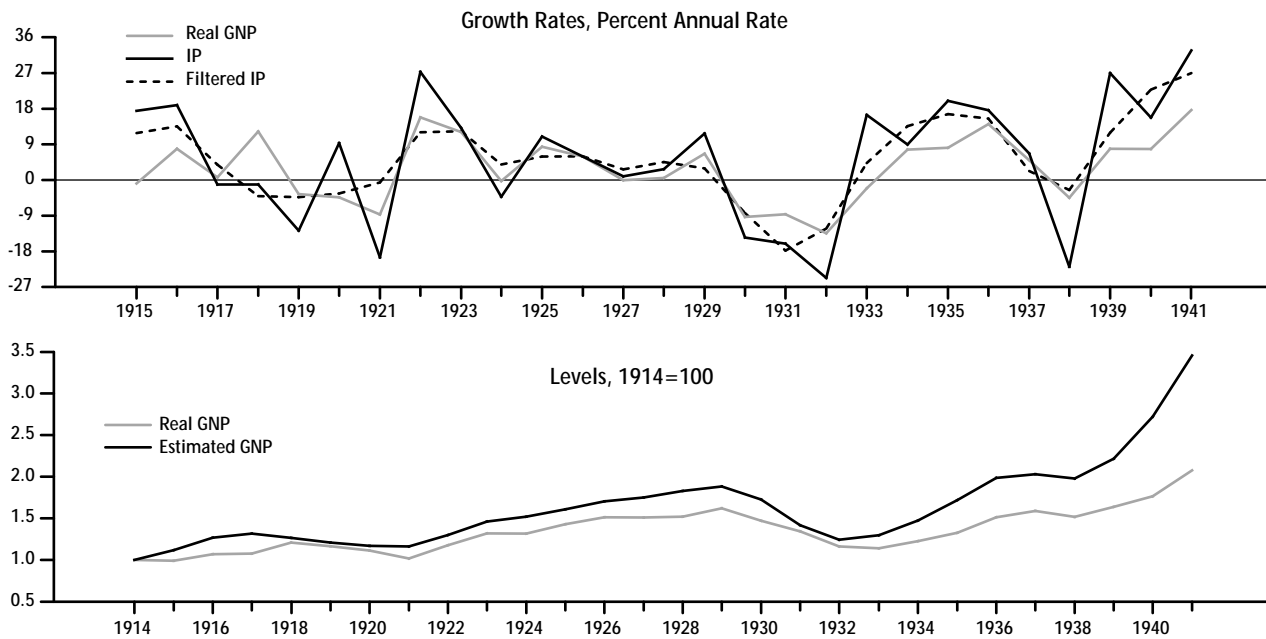 Growth Rates, Percent Annual Rate
Real GNP
IP
Filtered IP
36
27
18
9
0
-9
-18
-27
1915 1917 1919 1921 1923 1925 1927 1929 1931 1933 1935 1937 1939 1941
Levels, 1914=100
Real GNP
Estimated GNP
3.5
3.0
2.5
2.0
1.5
1.0
0.5
1914 1916 1918 1920 1922 1924 1926 1928 1930 1932 1934 1936 1938 1940